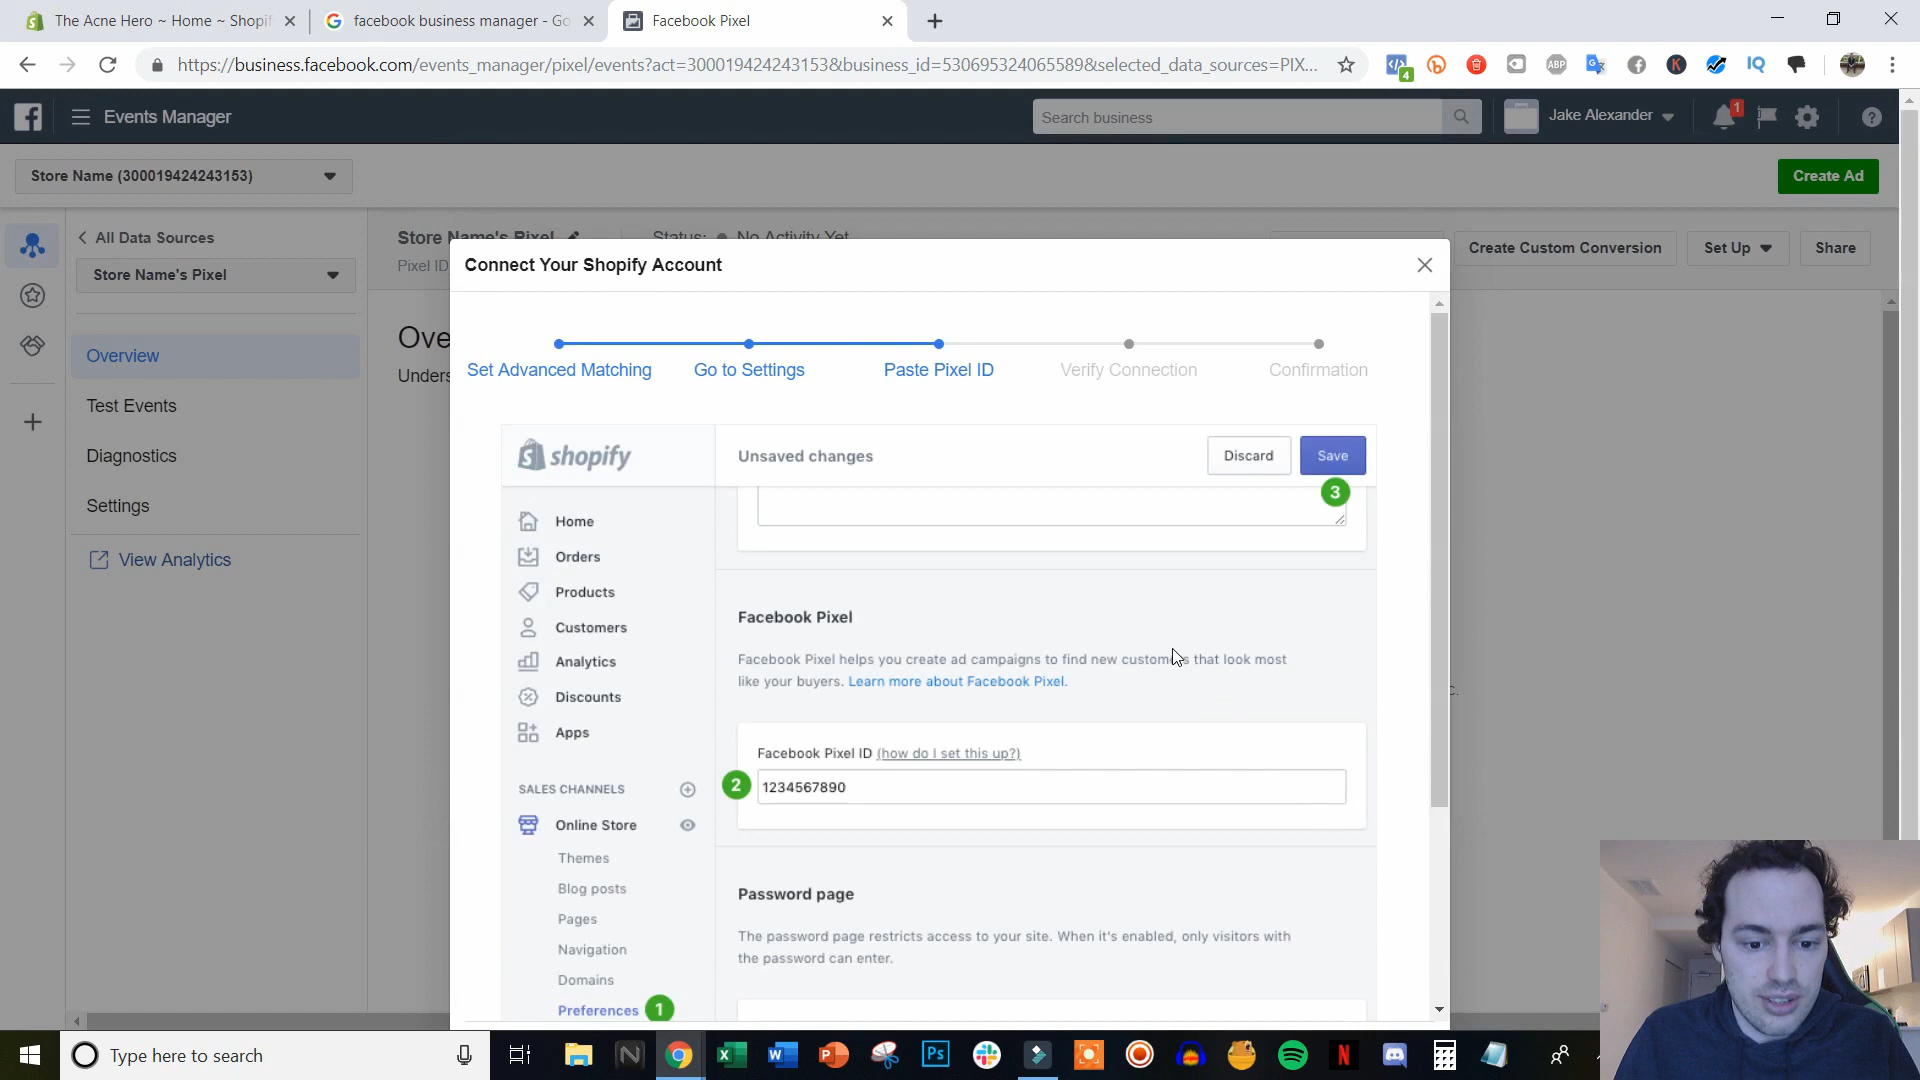 The Acne Hero ~ Home ~ Shopif
facebook business manager - Go
Facebook Pixel
https://business.facebook.com/events_manager/pixel/events?act=300019424243153&business_id=530695324065589&selected_data_sources=PIX...
4
ABP
K
IQ
Events Manager
Search business
Jake Alexander
1
Store Name (300019424243153)
Create Ad
All Data Sources
Store Name's Pixel
Status: No Activity Yet
Pixel ID
Create Custom Conversion
Set Up
Share
Store Name's Pixel
Overview
Test Events
Diagnostics
Settings
View Analytics
Ove
Unders
Connect Your Shopify Account
Set Advanced Matching
Go to Settings
Paste Pixel ID
Verify Connection
Confirmation
shopify
Unsaved changes
Discard
Save
3
Home
Orders
Products
Customers
Analytics
Discounts
Apps
SALES CHANNELS
Online Store
Themes
Blog posts
Pages
Navigation
Domains
Preferences
1
Facebook Pixel
Facebook Pixel helps you create ad campaigns to find new customers that look most
like your buyers. Learn more about Facebook Pixel.
Facebook Pixel ID (how do I set this up?)
2
1234567890
Password page
The password page restricts access to your site. When it's enabled, only visitors with
the password can enter.
c.
Type here to search